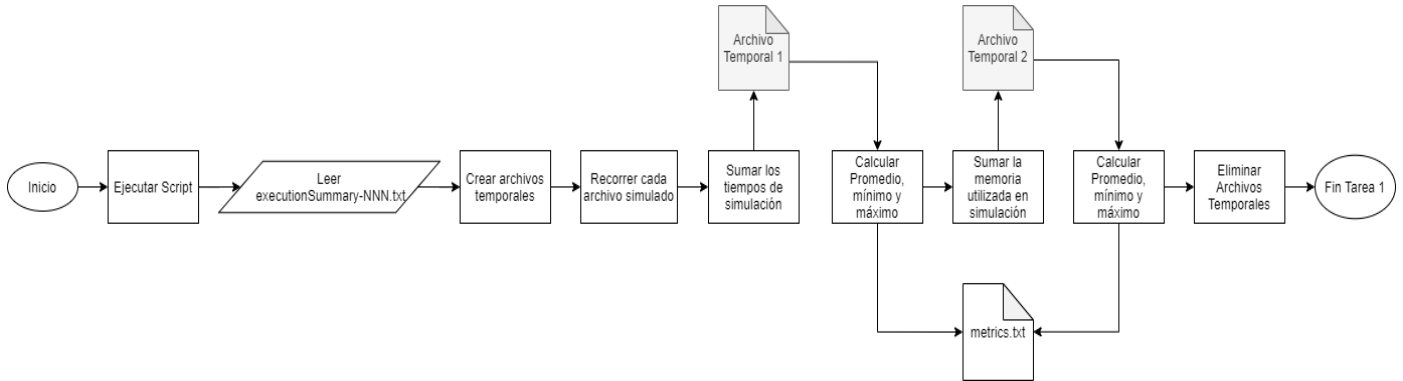 Inicio
Ejecutar Script
Leer
executionSummary-NNN.txt
Crear archivos
temporales
Recorrer cada
archivo simulado
Sumar los
tiempos de
simulación
Archivo
Temporal 1
Calcular
Promedio,
mínimo y
máximo
Sumar la
memoria
utilizada en
simulación
Archivo
Temporal 2
Calcular
Promedio,
mínimo y
máximo
metrics.txt
Eliminar
Archivos
Temporales
Fin Tarea 1